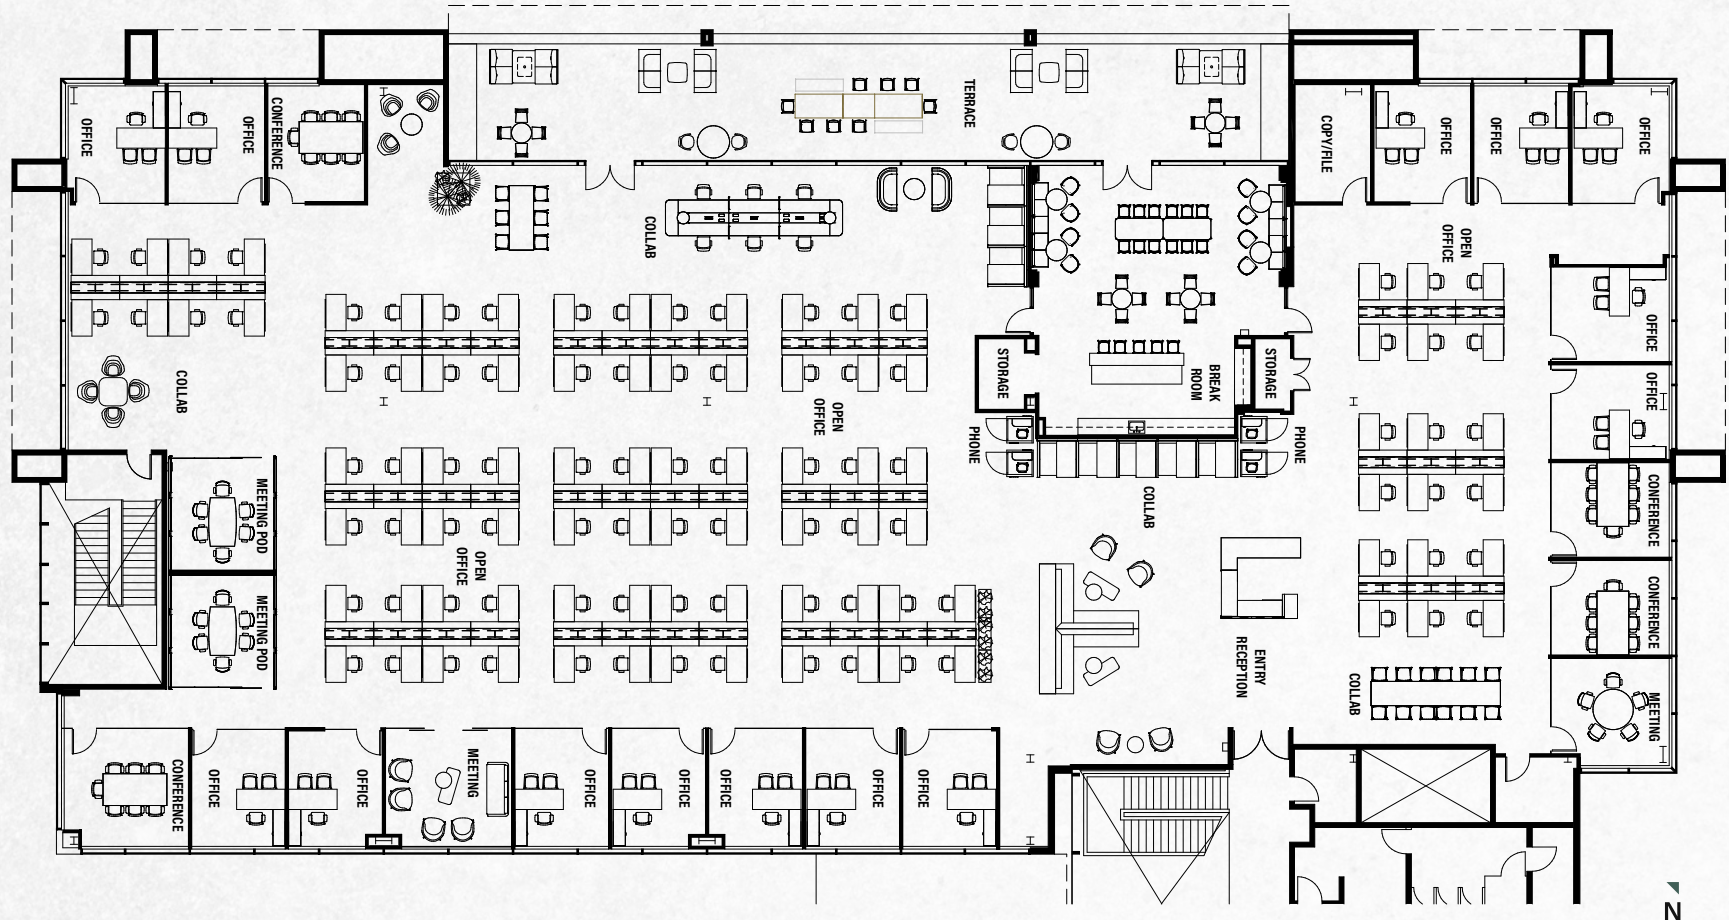 TERRACE
OFFICE
OFFICE
CONFERENCE
COPY/FILE
OFFICE
OFFICE
OFFICE
COLLAB
OPEN
OFFICE
OFFICE
STORAGE
BREAK
ROOM
STORAGE
OFFICE
COLLAB
OPEN
OFFICE
PHONE
PHONE
MEETING POD
COLLAB
CONFERENCE
OPEN
OFFICE
MEETING POD
CONFERENCE
ENTRY
RECEPTION
COLLAB
MEETING
CONFERENCE
OFFICE
OFFICE
MEETING
OFFICE
OFFICE
OFFICE
OFFICE
OFFICE
N